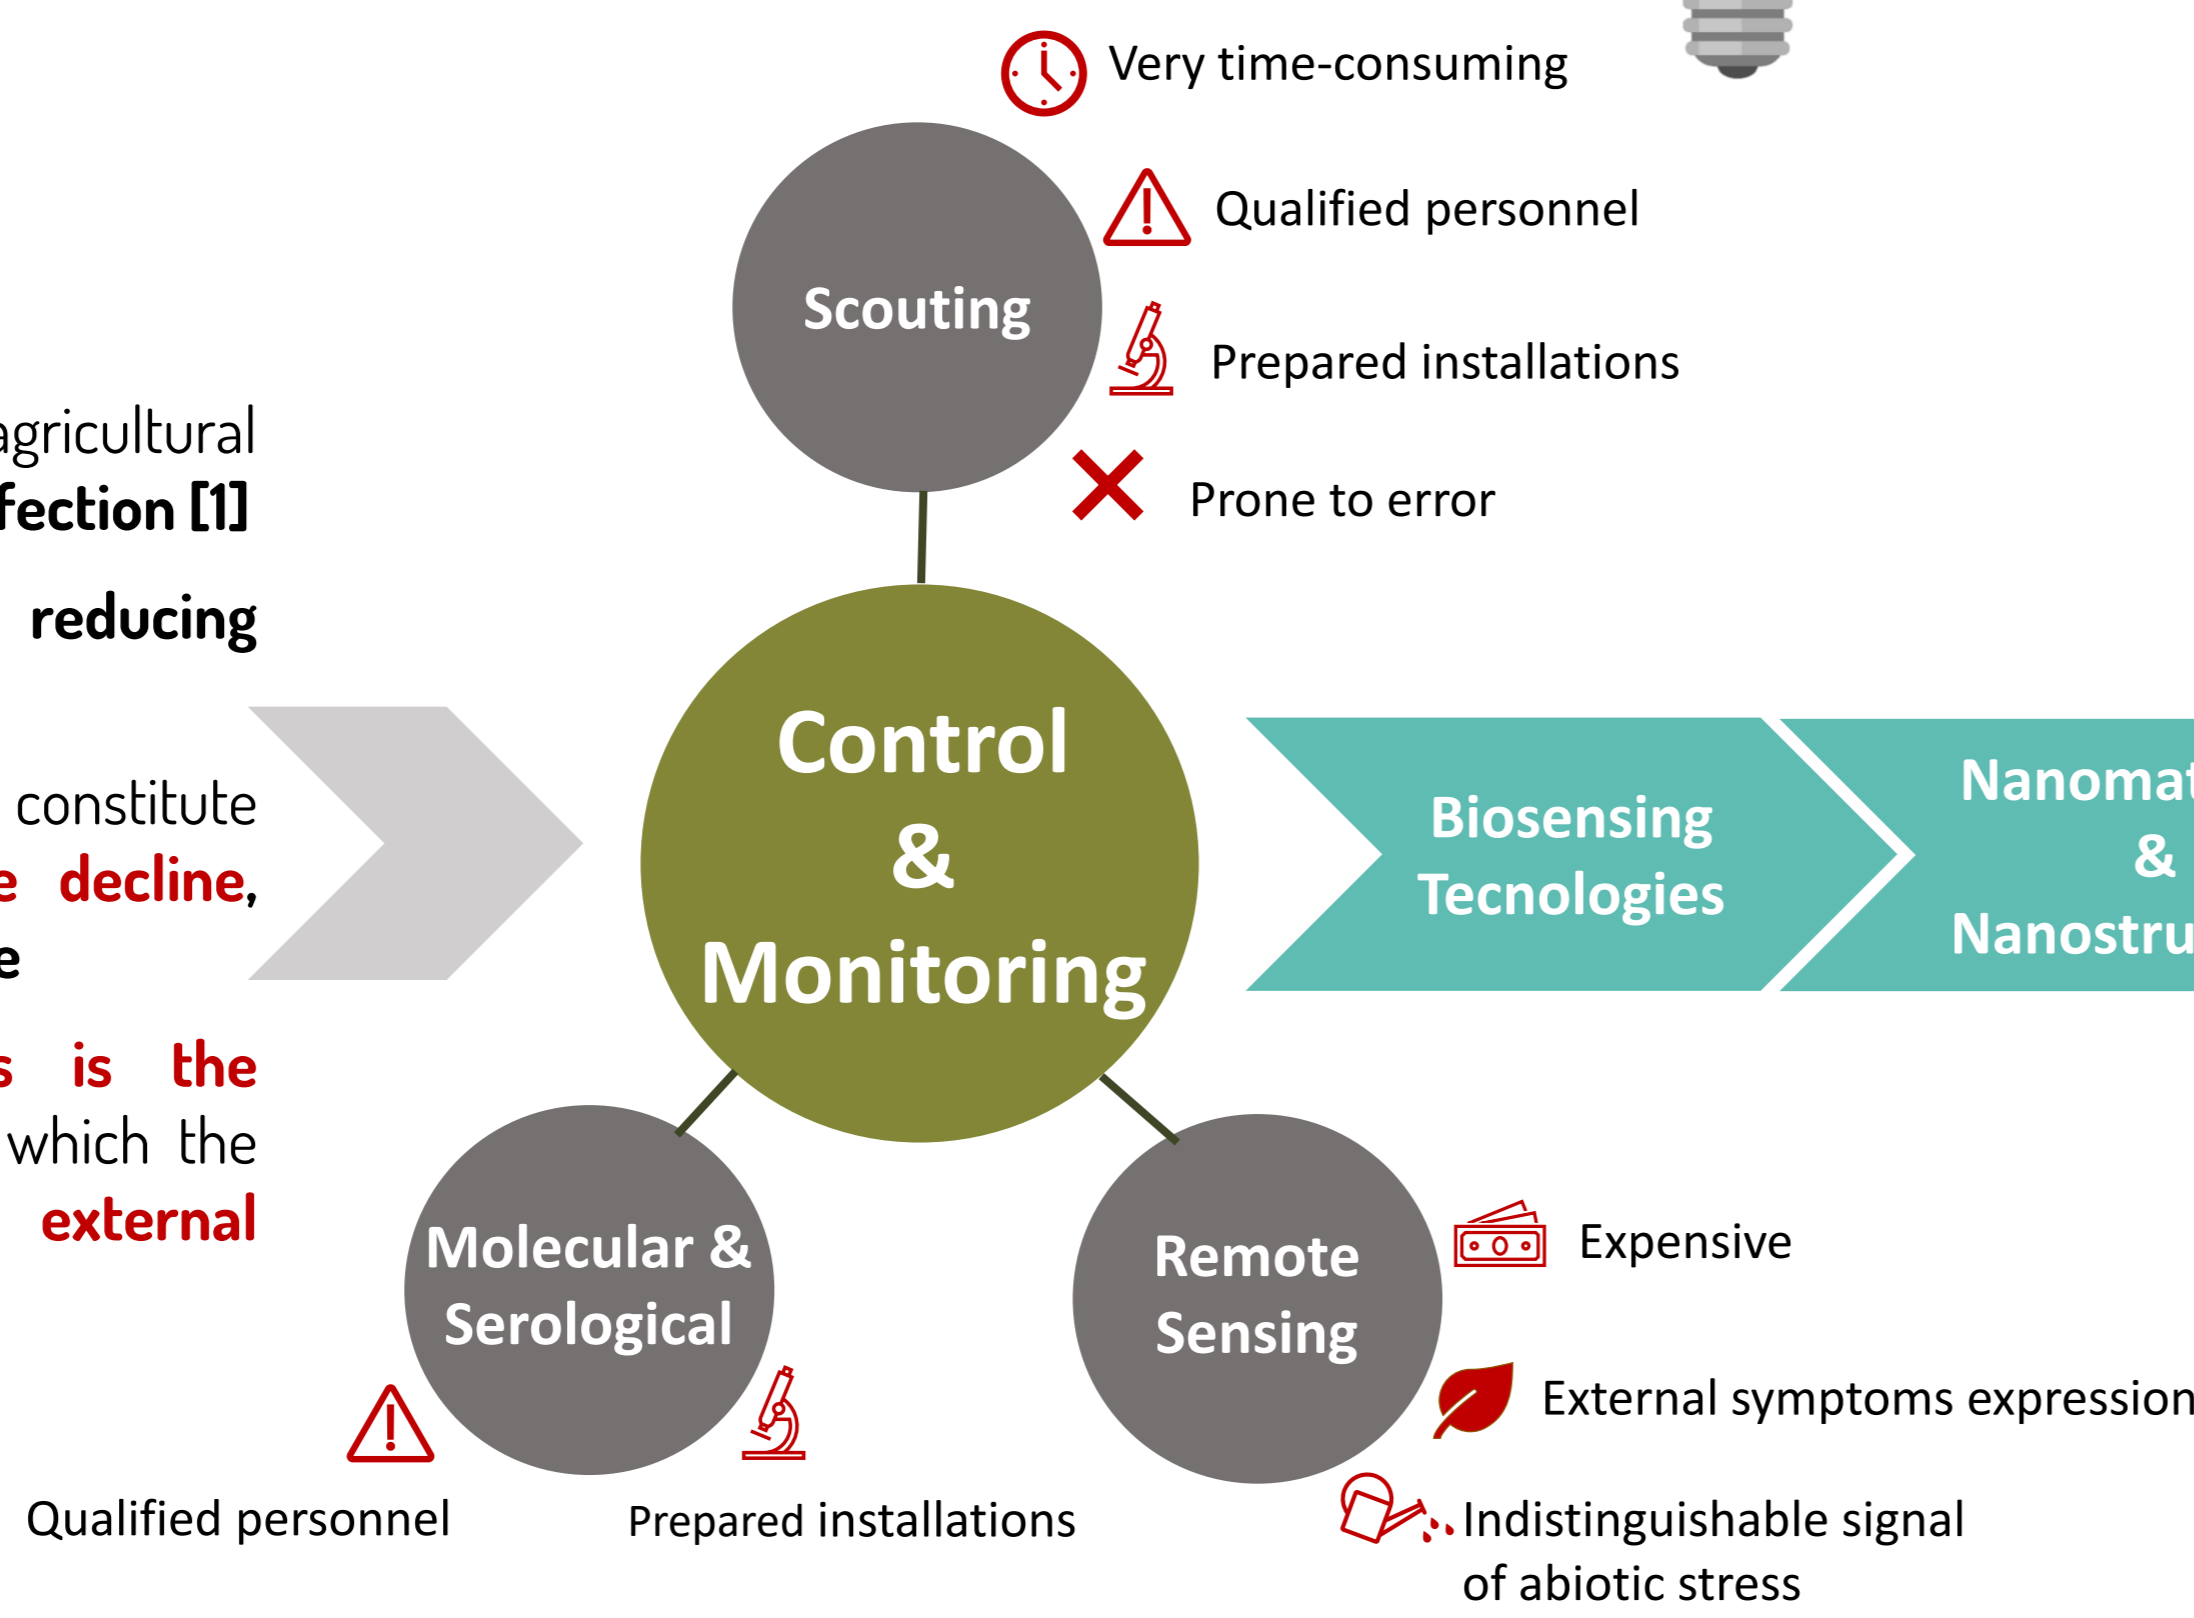 agricultural
fection [1]
reducing
constitute
decline,
is the
which the
external
Very time-consuming
Qualified personnel
Prepared installations
Prone to error
Scouting
Control
&
Monitoring
Biosensing
Tecnologies
Nanomat
&
Nanostru
Molecular &
Serological
Qualified personnel
Prepared installations
Remote
Sensing
Expensive
External symptoms expression
Indistinguishable signal
of abiotic stress